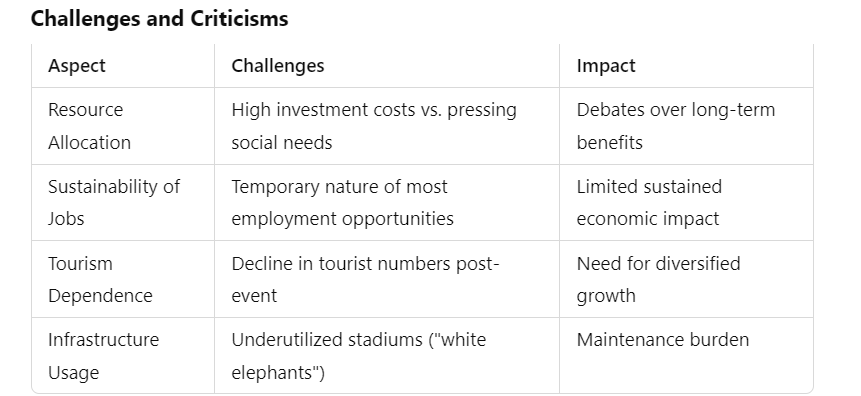 Challenges and Criticisms
Aspect Challenges Impact
Resource High investment costs vs. pressing Debates over long-term
Allocation social needs benefits
Sustainability of Temporary nature of most Limited sustained
Jobs employment opportunities economic impact
Tourism Decline in tourist numbers post- Need for diversified
Dependence event growth
Infrastructure Underutilized stadiums ("white Maintenance burden
Usage elephants")